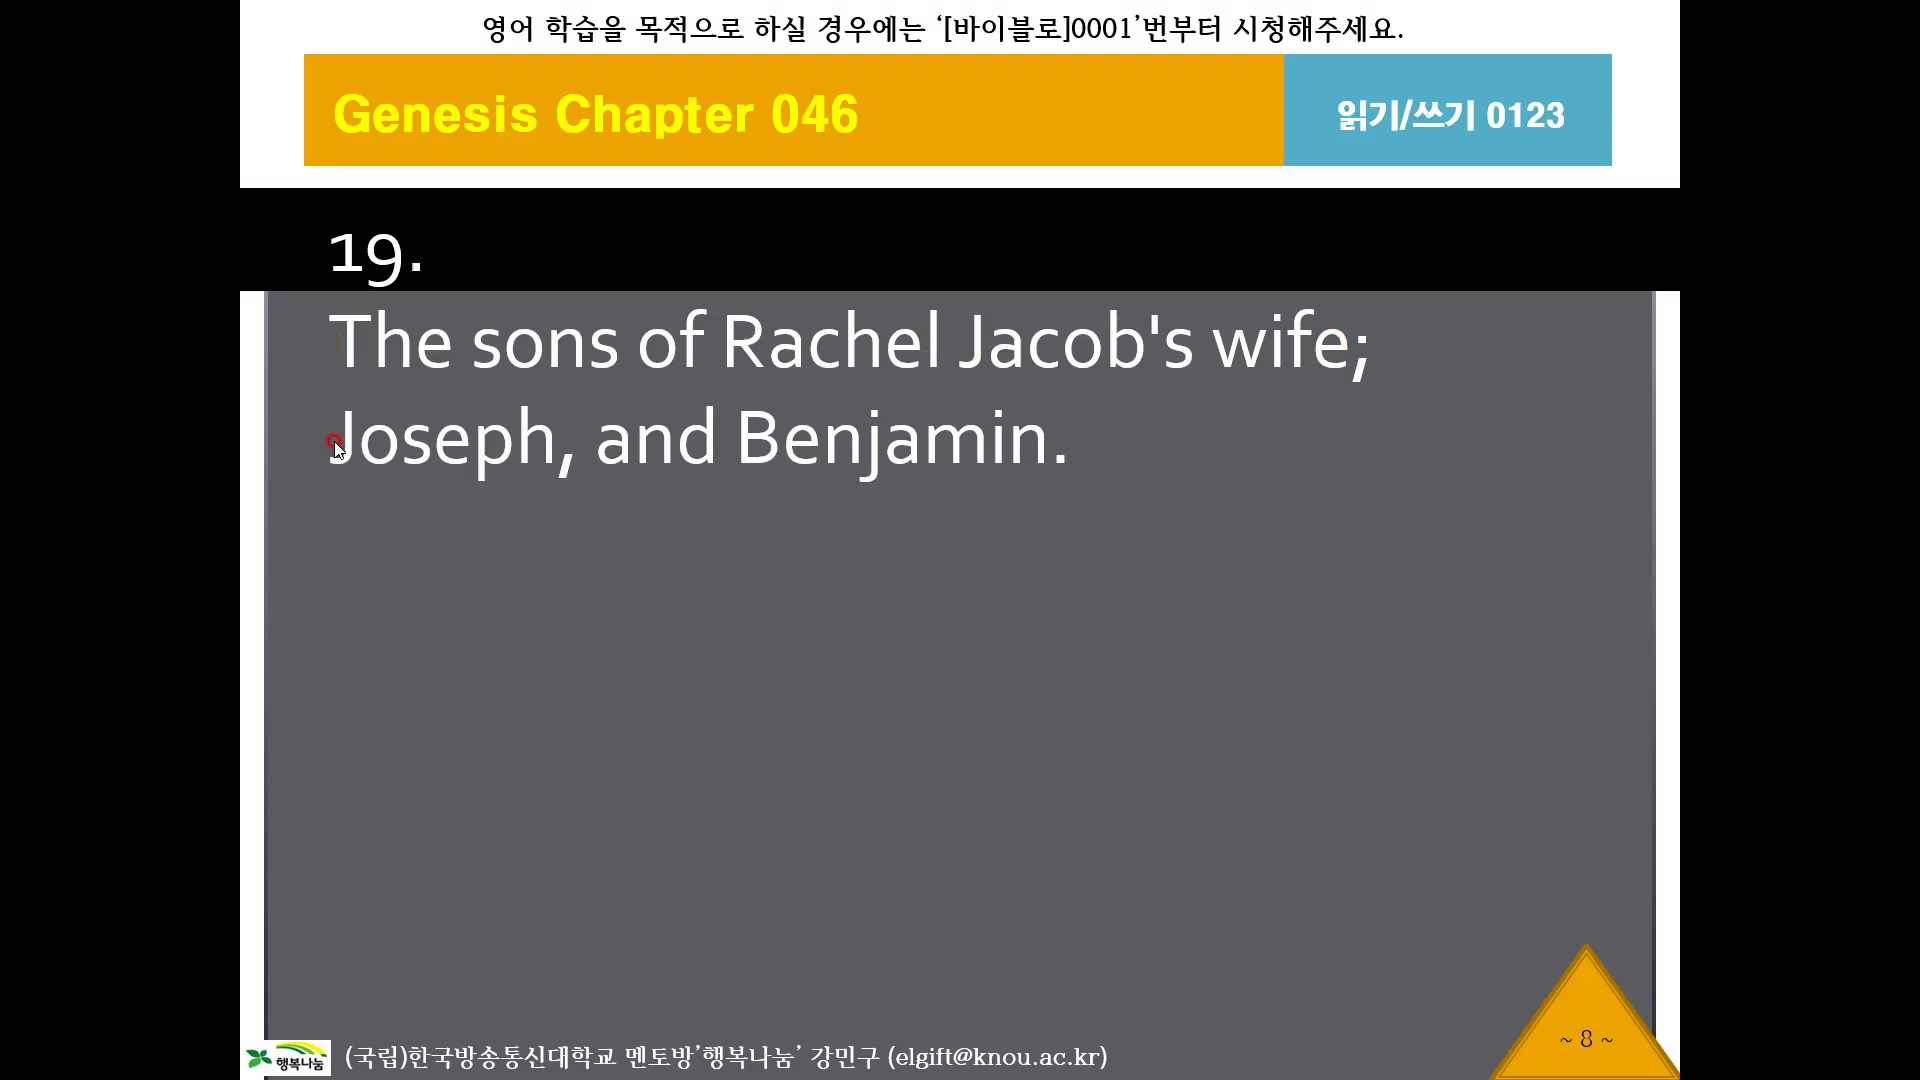 영어 학습을 목적으로 하실 경우에는 ‘[바이블로]0001’번부터 시청해주세요.
Genesis Chapter 046
읽기/쓰기 0123
19.
The sons of Rachel Jacob's wife;
Joseph, and Benjamin.
~ 8 ~
행복나눔
(국립)한국방송통신대학교 멘토방’행복나눔’ 강민구 (elgift@knou.ac.kr)